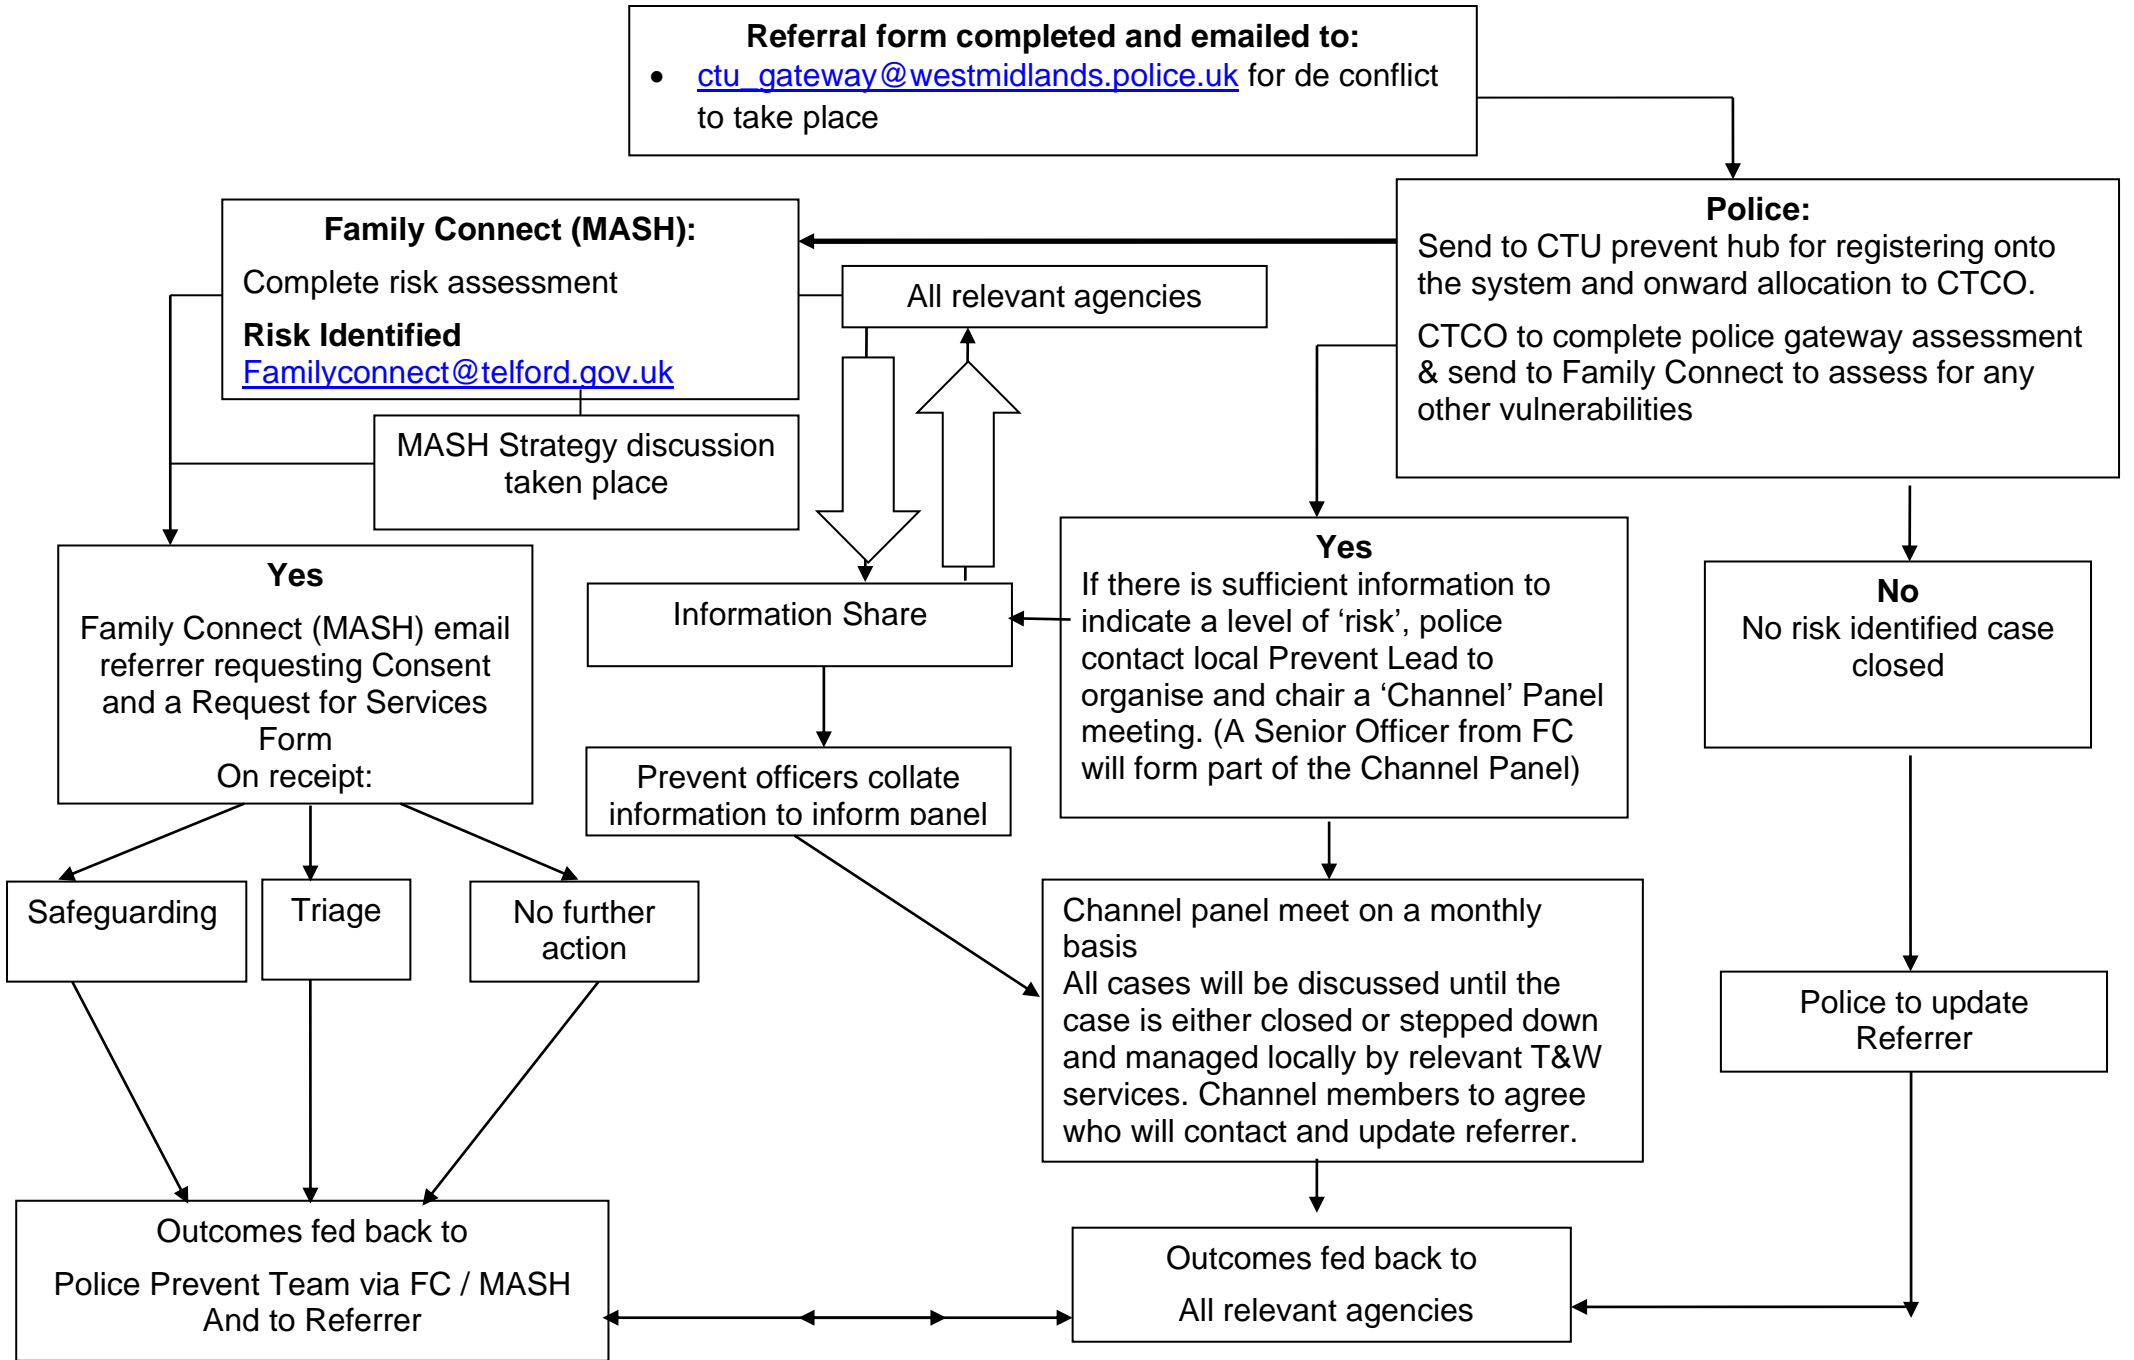 Referral form completed and emailed to:
• ctu_gateway@westmidlands.police.uk for de conflict
to take place
Police:
Send to CTU prevent hub for registering onto
the system and onward allocation to CTCO.
CTCO to complete police gateway assessment
& send to Family Connect to assess for any
other vulnerabilities
Family Connect (MASH):
Complete risk assessment
Risk Identified
Familyconnect@telford.gov.uk
All relevant agencies
MASH Strategy discussion
taken place
Yes
Family Connect (MASH) email
referrer requesting Consent
and a Request for Services
Form
On receipt:
Information Share
Yes
If there is sufficient information to
indicate a level of ‘risk’, police
contact local Prevent Lead to
organise and chair a ‘Channel’ Panel
meeting. (A Senior Officer from FC
will form part of the Channel Panel)
No
No risk identified case
closed
Prevent officers collate
information to inform panel
Safeguarding
Triage
No further
action
Channel panel meet on a monthly
basis
All cases will be discussed until the
case is either closed or stepped down
and managed locally by relevant T&W
services. Channel members to agree
who will contact and update referrer.
Police to update
Referrer
Outcomes fed back to
Police Prevent Team via FC / MASH
And to Referrer
Outcomes fed back to
All relevant agencies